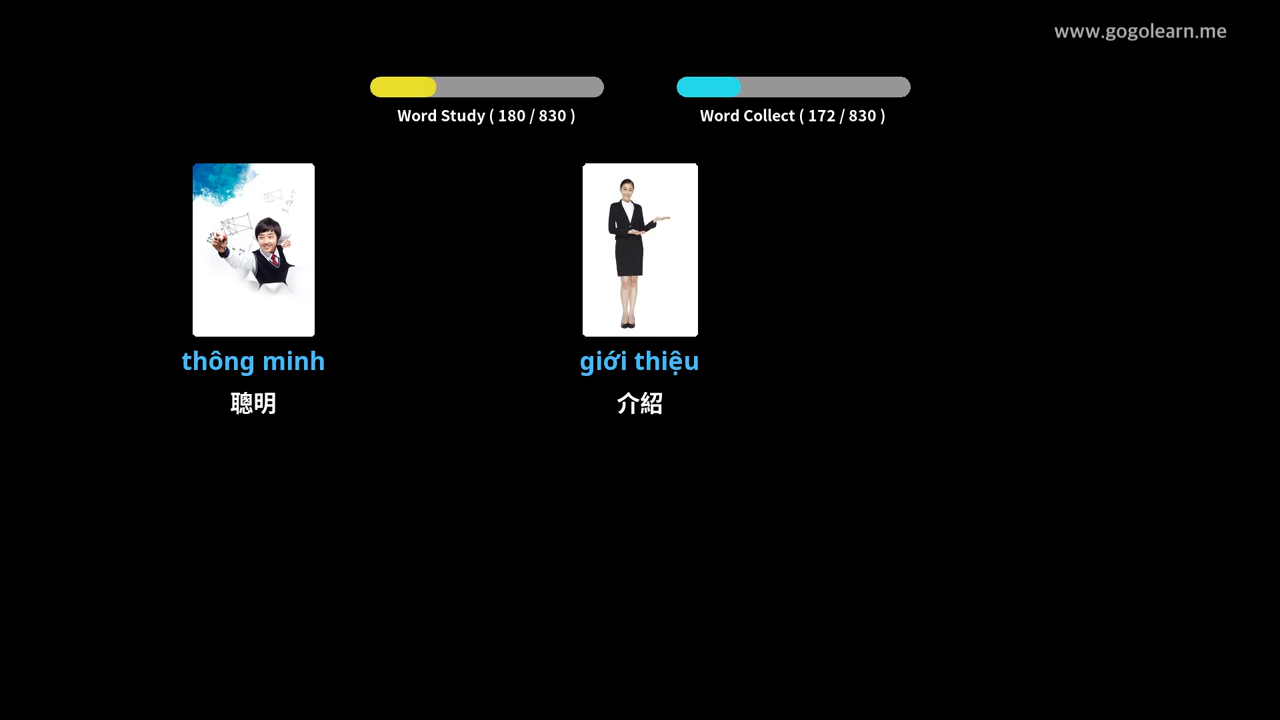 www.gogolearn.me
Word Study ( 180 / 830 )
Word Collect ( 172 / 830 )
thông minh
聰明
giới thiệu
介紹